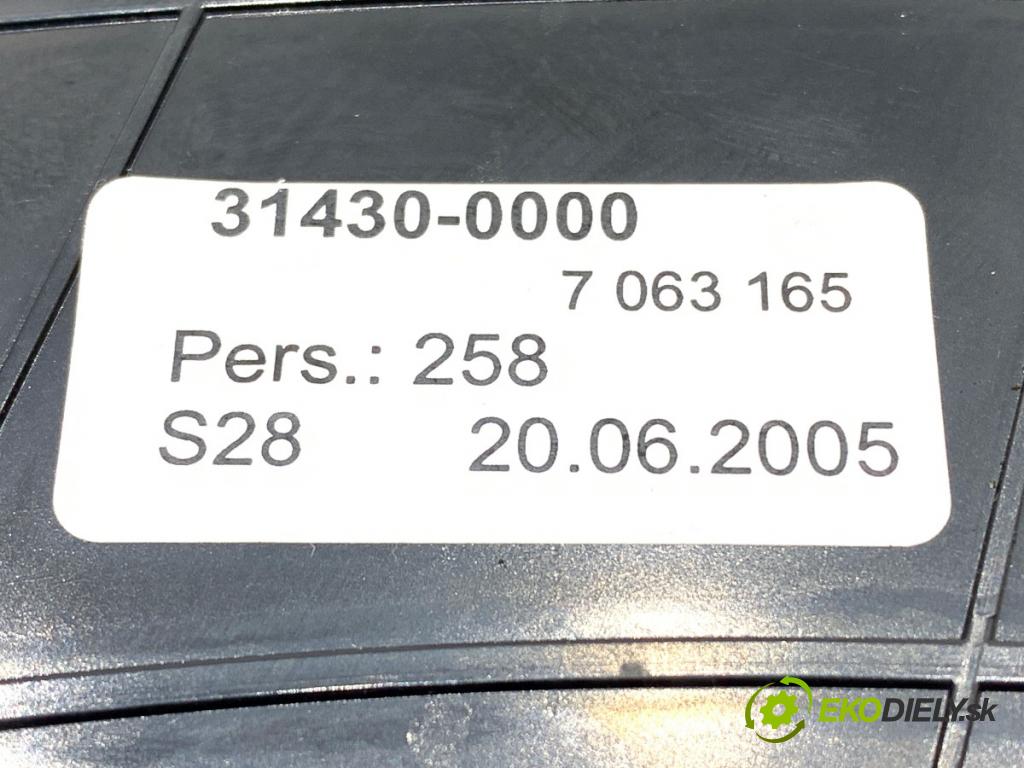 31430-0000
7 063 165
Pers.: 258
S28 20.06.2005
EKODIELY.sk